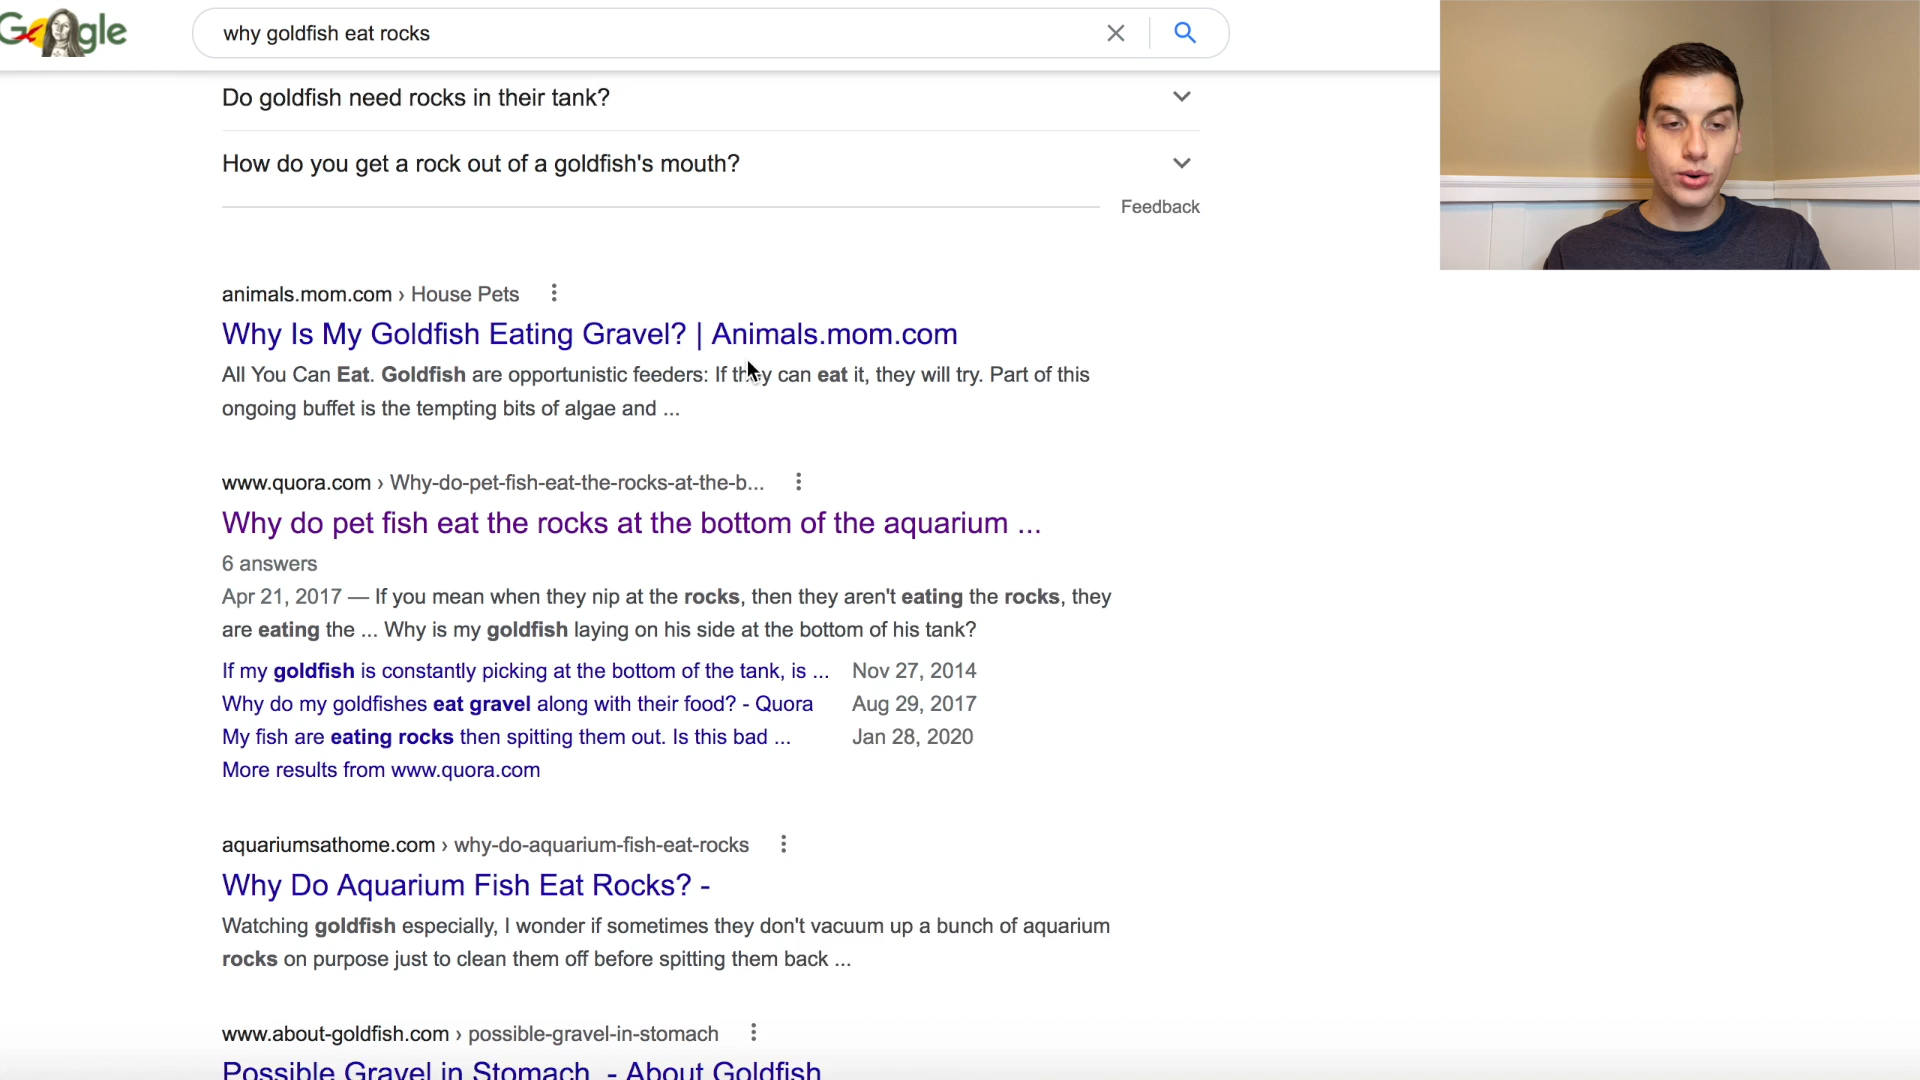 Google
why goldfish eat rocks
Do goldfish need rocks in their tank?
How do you get a rock out of a goldfish's mouth?
Feedback
animals.mom.com › House Pets
Why Is My Goldfish Eating Gravel? | Animals.mom.com
All You Can Eat. Goldfish are opportunistic feeders: If they can eat it, they will try. Part of this
ongoing buffet is the tempting bits of algae and ...
www.quora.com › Why-do-pet-fish-eat-the-rocks-at-the-b...
Why do pet fish eat the rocks at the bottom of the aquarium ...
6 answers
Apr 21, 2017 — If you mean when they nip at the rocks, then they aren't eating the rocks, they
are eating the ... Why is my goldfish laying on his side at the bottom of his tank?
If my goldfish is constantly picking at the bottom of the tank, is ... Nov 27, 2014
Why do my goldfishes eat gravel along with their food? - Quora Aug 29, 2017
My fish are eating rocks then spitting them out. Is this bad ... Jan 28, 2020
More results from www.quora.com
aquariumsathome.com › why-do-aquarium-fish-eat-rocks
Why Do Aquarium Fish Eat Rocks? -
Watching goldfish especially, I wonder if sometimes they don't vacuum up a bunch of aquarium
rocks on purpose just to clean them off before spitting them back ...
www.about-goldfish.com › possible-gravel-in-stomach
Possible Gravel in Stomach. - About Goldfish